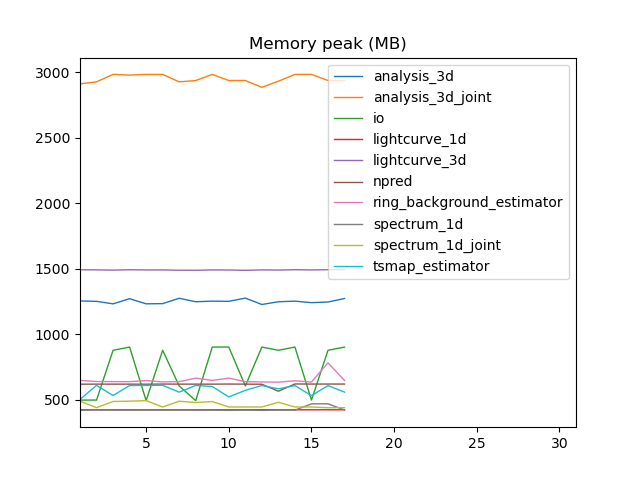 Memory peak (MB)
3000
2500
2000
1500
1000
500
5
10
15
20
25
30
analysis_3d
analysis_3d_joint
io
lightcurve_1d
lightcurve_3d
npred
ring_background_estimator
spectrum_1d
spectrum_1d_joint
tsmap_estimator